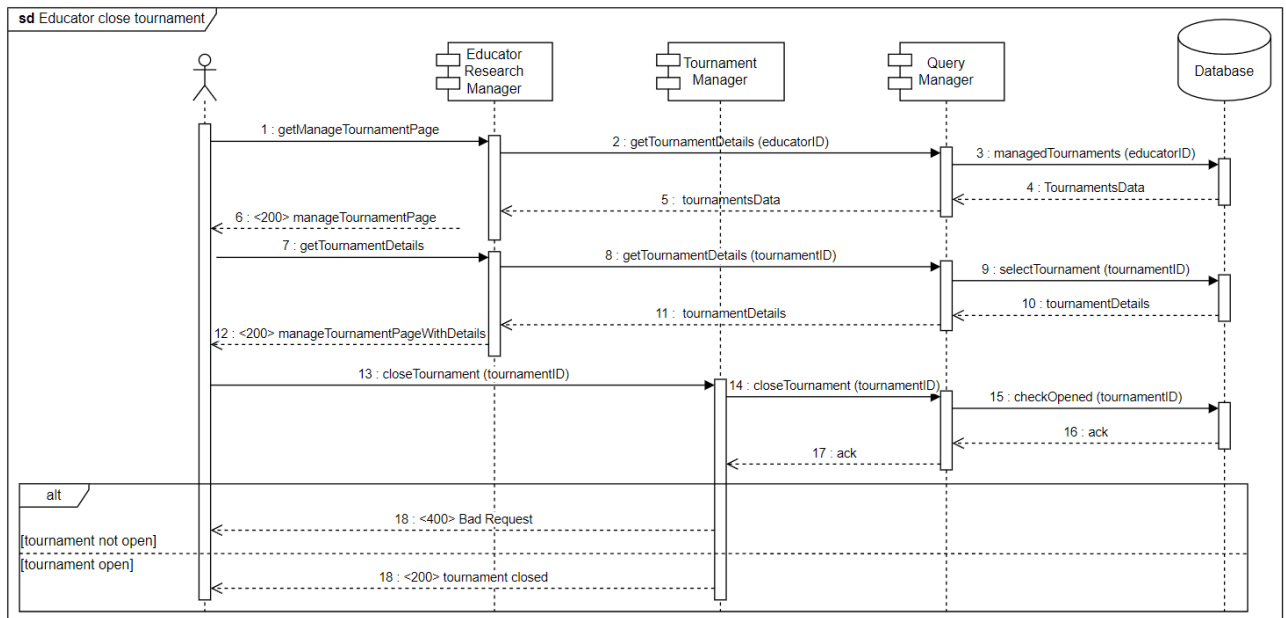 sd Educator close tournament
Educator
Research
Manager
Tournament
Manager
Query
Manager
Database
1 : getManageTournamentPage
2 : getTournamentDetails (educatorID)
3 : managedTournaments (educatorID)
4 : TournamentsData
5 : tournamentsData
6 : <200> manageTournamentPage
7 : getTournamentDetails
8 : getTournamentDetails (tournamentID)
9 : selectTournament (tournamentID)
10 : tournamentDetails
11 : tournamentDetails
12 : <200> manageTournamentPageWithDetails
13 : closeTournament (tournamentID)
14 : closeTournament (tournamentID)
15 : checkOpened (tournamentID)
16 : ack
17 : ack
alt
18 : <400> Bad Request
[tournament not open]
[tournament open]
18 : <200> tournament closed